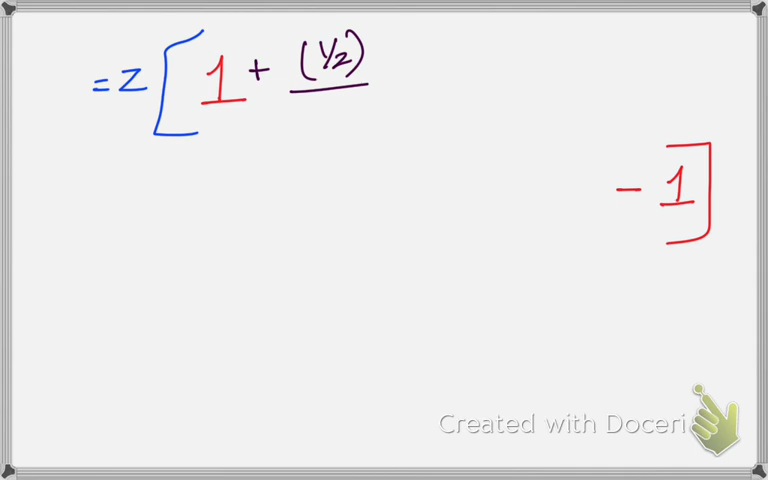 = z [ 1 + (1/2)
- 1 ]
Created with Doceri